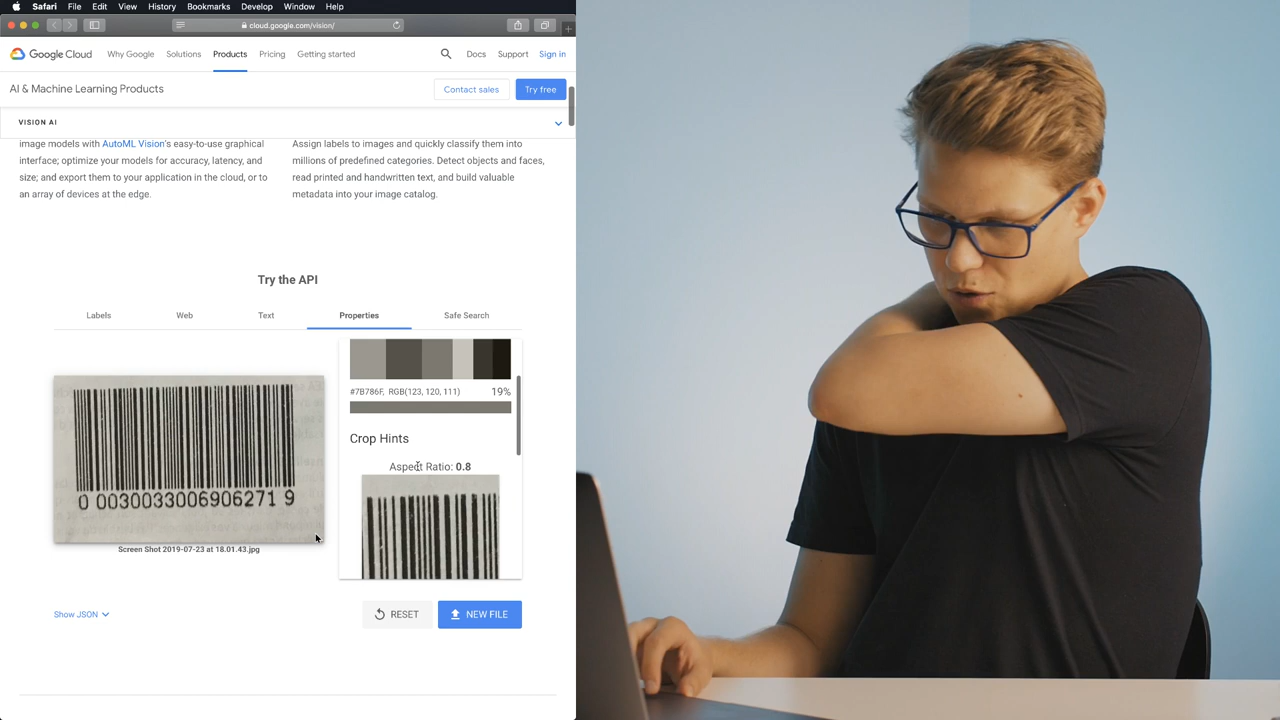 Safari File Edit View History Bookmarks Develop Window Help
cloud.google.com/vision/
Google Cloud Why Google Solutions Products Pricing Getting started Docs Support Sign in
AI & Machine Learning Products Contact sales Try free
VISION AI
image models with AutoML Vision's easy-to-use graphical
interface; optimize your models for accuracy, latency, and
size; and export them to your application in the cloud, or to
an array of devices at the edge.
Assign labels to images and quickly classify them into
millions of predefined categories. Detect objects and faces,
read printed and handwritten text, and build valuable
metadata into your image catalog.
Try the API
Labels Web Text Properties Safe Search
#7B786F, RGB(123, 120, 111) 19%
Crop Hints
Aspect Ratio: 0.8
0 0030033006906271 9
Screen Shot 2019-07-23 at 18.01.43.jpg
Show JSON RESET NEW FILE